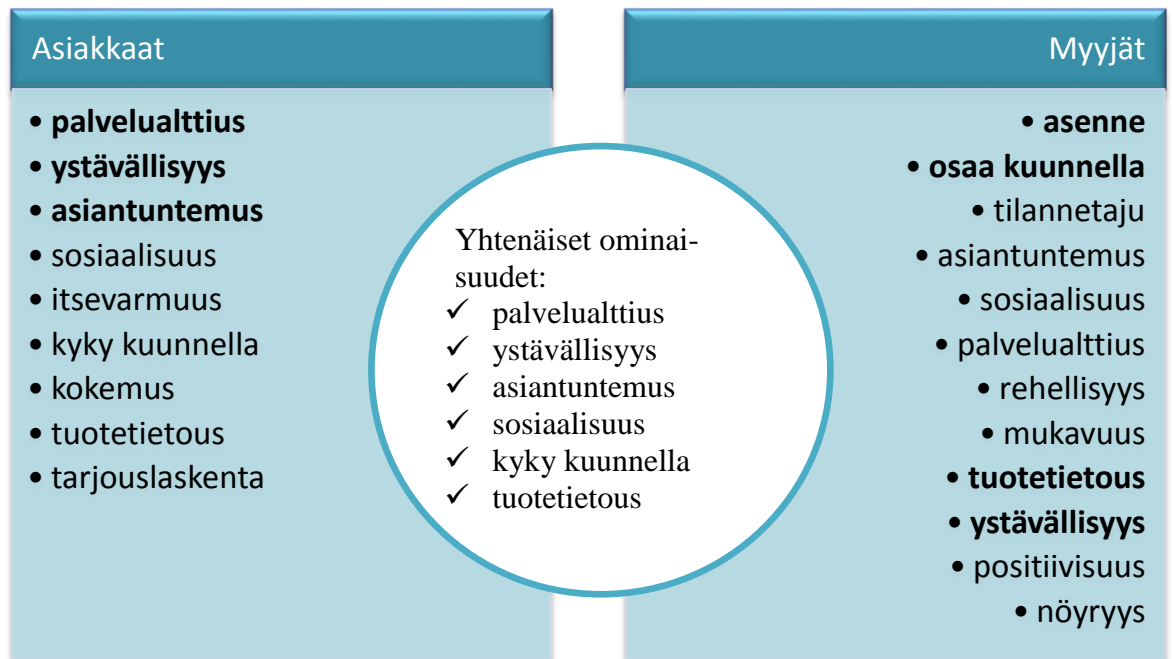 Asiakkaat
• palvelualttius
• ystävällisyys
• asiantuntemus
• sosiaalisuus
• itsevarmuus
• kyky kuunnella
• kokemus
• tuotetietous
• tarjouslaskenta
Yhtenäiset ominai-
suudet:
✓ palvelualttius
✓ ystävällisyys
✓ asiantuntemus
✓ sosiaalisuus
✓ kyky kuunnella
✓ tuotetietous
Myyjät
• asenne
• osaa kuunnella
• tilannetaju
• asiantuntemus
• sosiaalisuus
• palvelualttius
• rehellisyys
• mukavuus
• tuotetietous
• ystävällisyys
• positiivisuus
• nöyryys